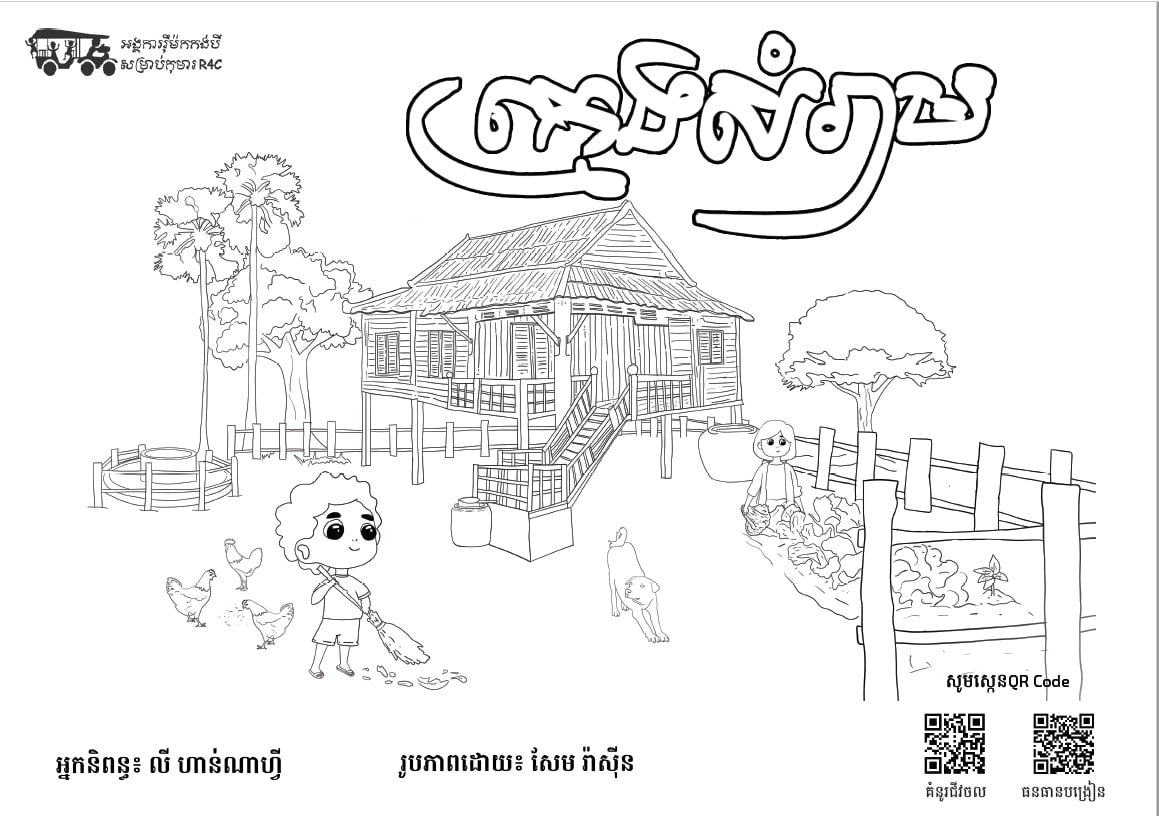 អង្គការរ៉ឺម៉កកង់បី
សម្រាប់កុមារ R4C
ក្រុងសំរាម
សូមស្កេនQR Code
អ្នកនិពន្ធ៖ លី ហាន់ណាហ្វី
រូបភាពដោយ៖ សែម រ៉ាស៊ីន
គំនូរជីវចល
ធនធានបង្រៀន